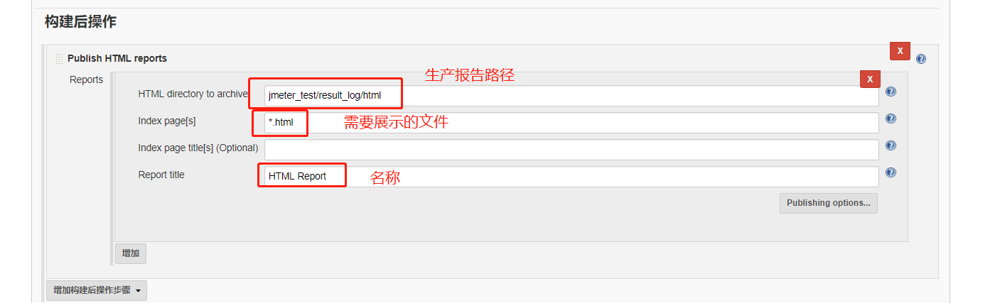 构建后操作
Publish HTML reports
X
Reports
生产报告路径
X
HTML directory to archive
jmeter_test/result_log/html
Index page[s]
*.html
需要展示的文件
Index page title[s] (Optional)
Report title
HTML Report
名称
Publishing options...
增加
增加构建后操作步骤